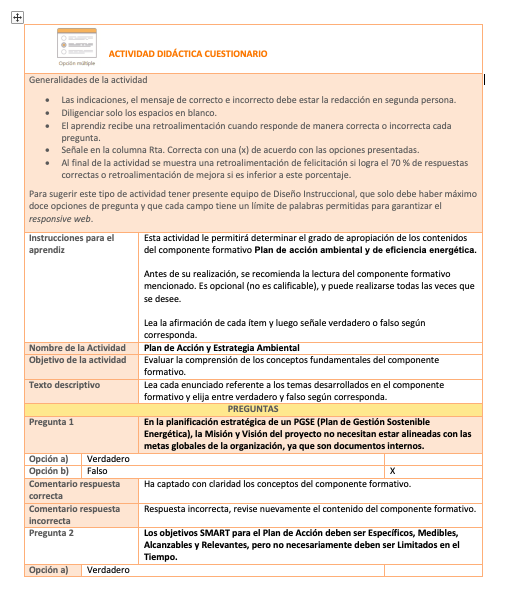 Opción múltiple
ACTIVIDAD DIDÁCTICA CUESTIONARIO
Generalidades de la actividad
• Las indicaciones, el mensaje de correcto e incorrecto debe estar la redacción en segunda persona.
• Diligenciar solo los espacios en blanco.
• El aprendiz recibe una retroalimentación cuando responde de manera correcta o incorrecta cada
pregunta.
• Señale en la columna Rta. Correcta con una (x) de acuerdo con las opciones presentadas.
• Al final de la actividad se muestra una retroalimentación de felicitación si logra el 70 % de respuestas
correctas o retroalimentación de mejora si es inferior a este porcentaje.
Para sugerir este tipo de actividad tener presente equipo de Diseño Instruccional, que solo debe haber máximo
doce opciones de pregunta y que cada campo tiene un límite de palabras permitidas para garantizar el
responsive web.
Instrucciones para el
aprendiz
Esta actividad le permitirá determinar el grado de apropiación de los contenidos
del componente formativo Plan de acción ambiental y de eficiencia energética.
Antes de su realización, se recomienda la lectura del componente formativo
mencionado. Es opcional (no es calificable), y puede realizarse todas las veces que
se desee.
Lea la afirmación de cada ítem y luego señale verdadero o falso según
corresponda.
Nombre de la Actividad
Plan de Acción y Estrategia Ambiental
Objetivo de la actividad
Evaluar la comprensión de los conceptos fundamentales del componente
formativo.
Texto descriptivo
Lea cada enunciado referente a los temas desarrollados en el componente
formativo y elija entre verdadero y falso según corresponda.
PREGUNTAS
Pregunta 1
En la planificación estratégica de un PGSE (Plan de Gestión Sostenible
Energética), la Misión y Visión del proyecto no necesitan estar alineadas con las
metas globales de la organización, ya que son documentos internos.
Opción a) Verdadero
Opción b) Falso X
Comentario respuesta
correcta
Ha captado con claridad los conceptos del componente formativo.
Comentario respuesta
incorrecta
Respuesta incorrecta, revise nuevamente el contenido del componente formativo.
Pregunta 2
Los objetivos SMART para el Plan de Acción deben ser Específicos, Medibles,
Alcanzables y Relevantes, pero no necesariamente deben ser Limitados en el
Tiempo.
Opción a) Verdadero